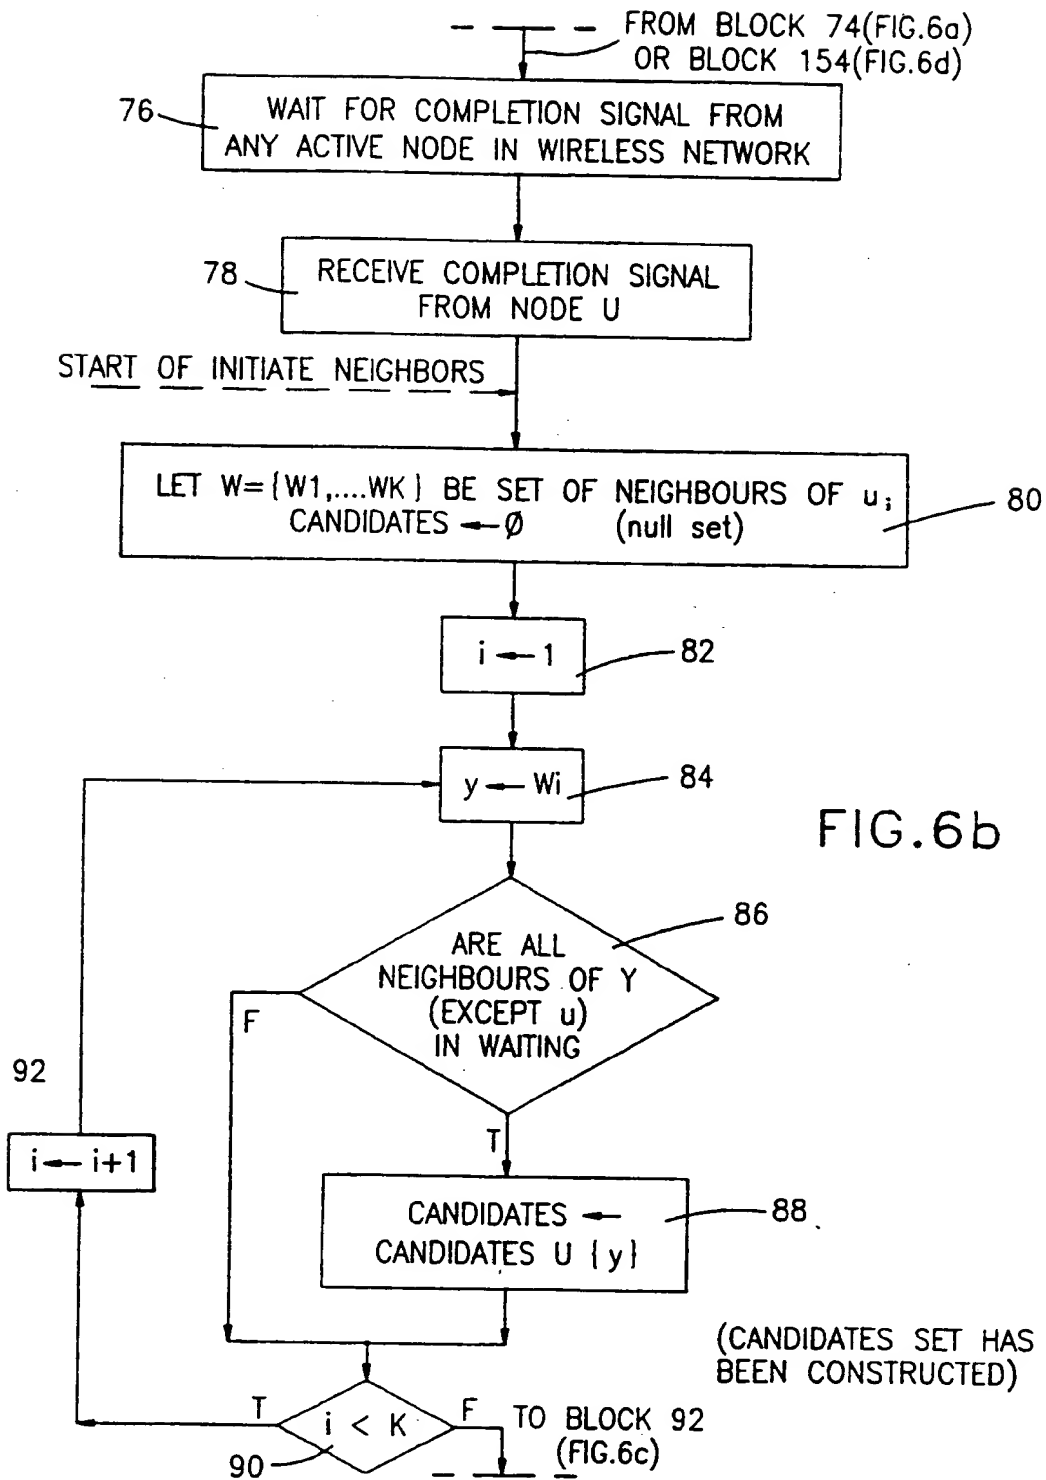 FROM BLOCK 74(FIG.6a)
OR BLOCK 154(FIG.6d)
76
WAIT FOR COMPLETION SIGNAL FROM
ANY ACTIVE NODE IN WIRELESS NETWORK
78
RECEIVE COMPLETION SIGNAL
FROM NODE U
START OF INITIATE NEIGHBORS
LET W={W1,....WK} BE SET OF NEIGHBOURS OF u;
CANDIDATES ← Ø (null set)
80
i ← 1
82
y ← Wi
84
FIG.6b
86
ARE ALL
NEIGHBOURS OF Y
(EXCEPT u)
IN WAITING
F
T
92
i ← i+1
CANDIDATES ←
CANDIDATES U {y}
88
(CANDIDATES SET HAS
BEEN CONSTRUCTED)
T
i < K
F
90
TO BLOCK 92
(FIG.6c)